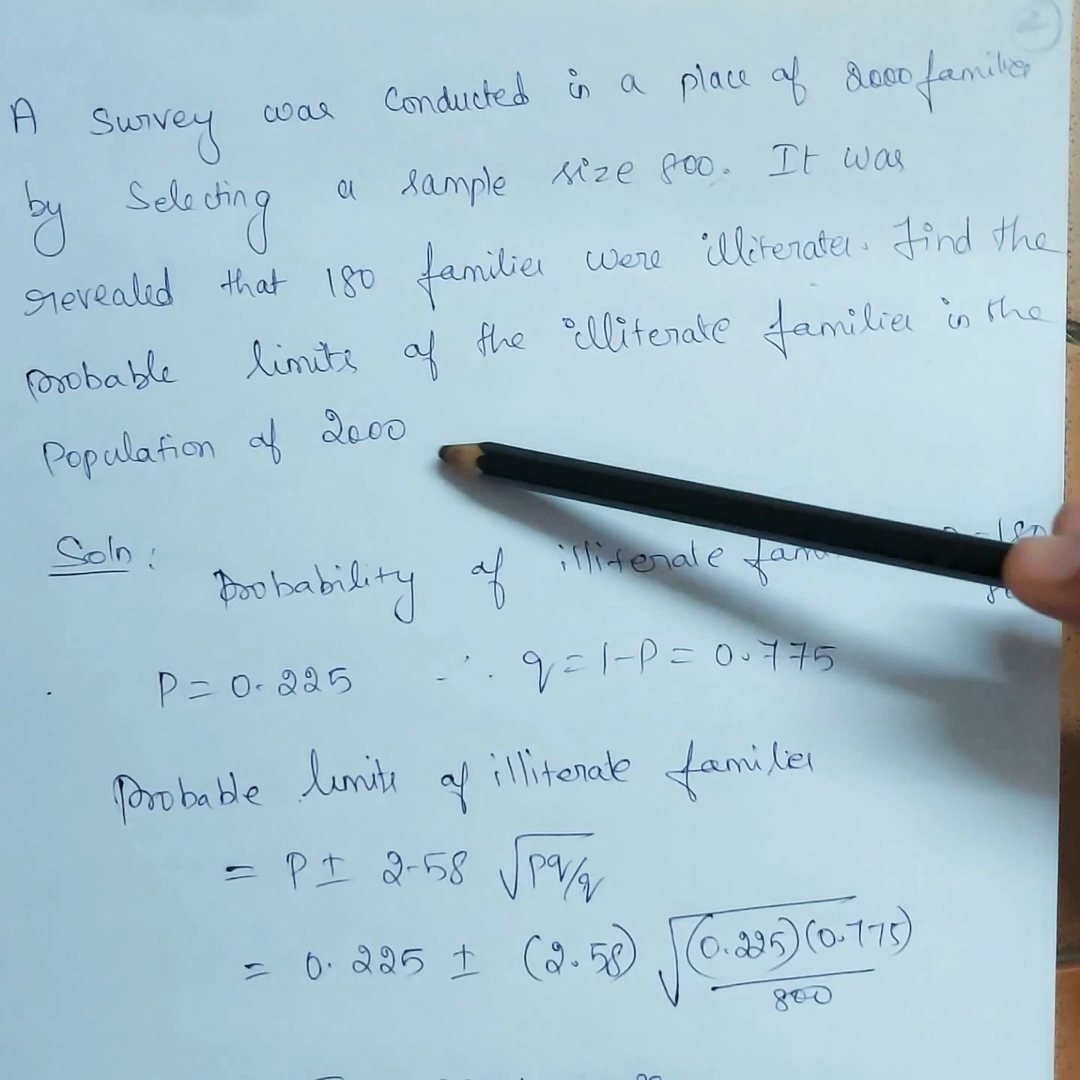 2
A survey was Conducted in a place of 2000 families
by Selecting a sample size 800. It was
revealed that 180 families were illiterates. Find the
probable limits of the illiterate families in the
Population of 2000
Soln: Probability of illiterate 180
P = 0.225 ∴ q = 1-P = 0.775
Probable limits of illiterate families
= P ± 2.58 √pq/q
= 0.225 ± (2.58) √(0.225)(0.775)
800